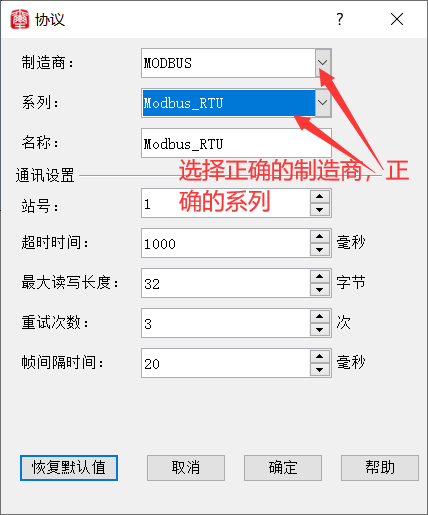 协议
制造商： MODBUS
系列： Modbus_RTU
名称： Modbus_RTU
选择正确的制造商，正
确的系列
通讯设置
站号： 1
超时时间： 1000 毫秒
最大读写长度： 32 字节
重试次数： 3 次
帧间隔时间： 20 毫秒
恢复默认值 取消 确定 帮助